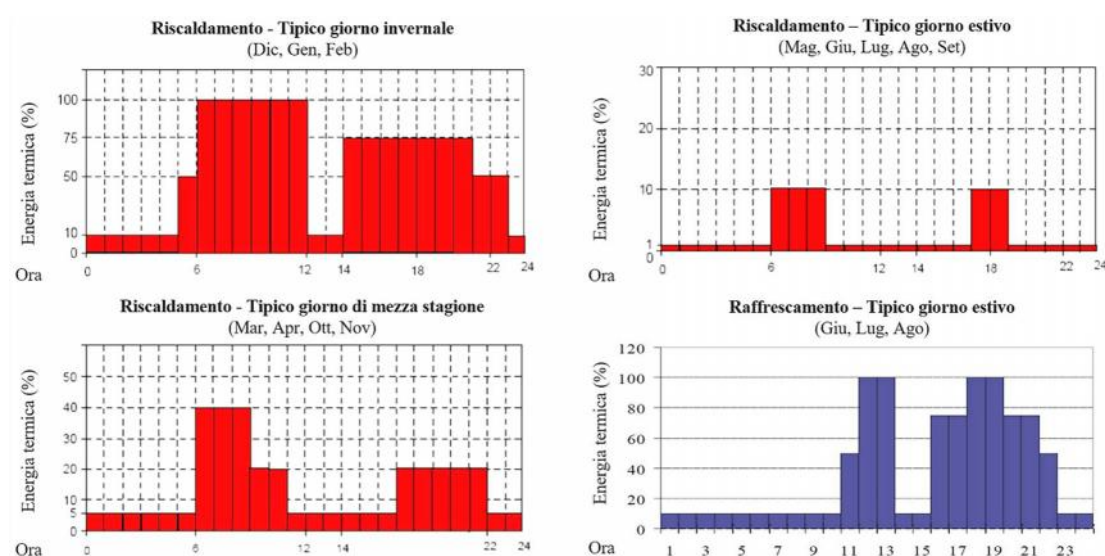 Riscaldamento - Tipico giorno invernale
(Dic, Gen, Feb)
Energia termica (%)
100
75
50
10
0
Ora
0 6 12 14 18 22 24
Riscaldamento – Tipico giorno estivo
(Mag, Giu, Lug, Ago, Set)
Energia termica (%)
30
20
10
1
0
Ora
0 6 12 14 18 22 24
Riscaldamento - Tipico giorno di mezza stagione
(Mar, Apr, Ott, Nov)
Energia termica (%)
50
40
30
20
10
5
0
Ora
0 6 12 14 22 24
Raffrescamento – Tipico giorno estivo
(Giu, Lug, Ago)
Energia termica (%)
120
100
80
60
40
20
0
Ora
1 3 5 7 9 11 13 15 17 19 21 23